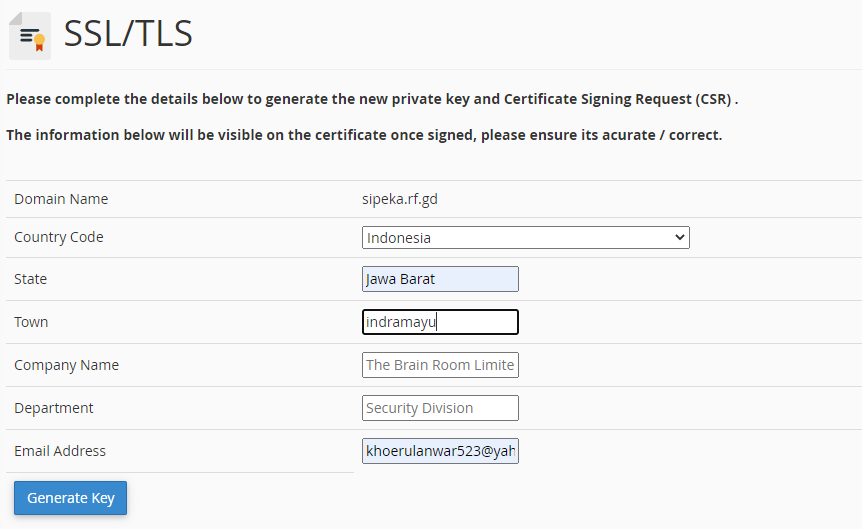 SSL/TLS
Please complete the details below to generate the new private key and Certificate Signing Request (CSR) .
The information below will be visible on the certificate once signed, please ensure its acurate / correct.
Domain Name sipeka.rf.gd
Country Code Indonesia
State Jawa Barat
Town indramayu
Company Name The Brain Room Limite
Department Security Division
Email Address khoerulanwar523@yah
Generate Key